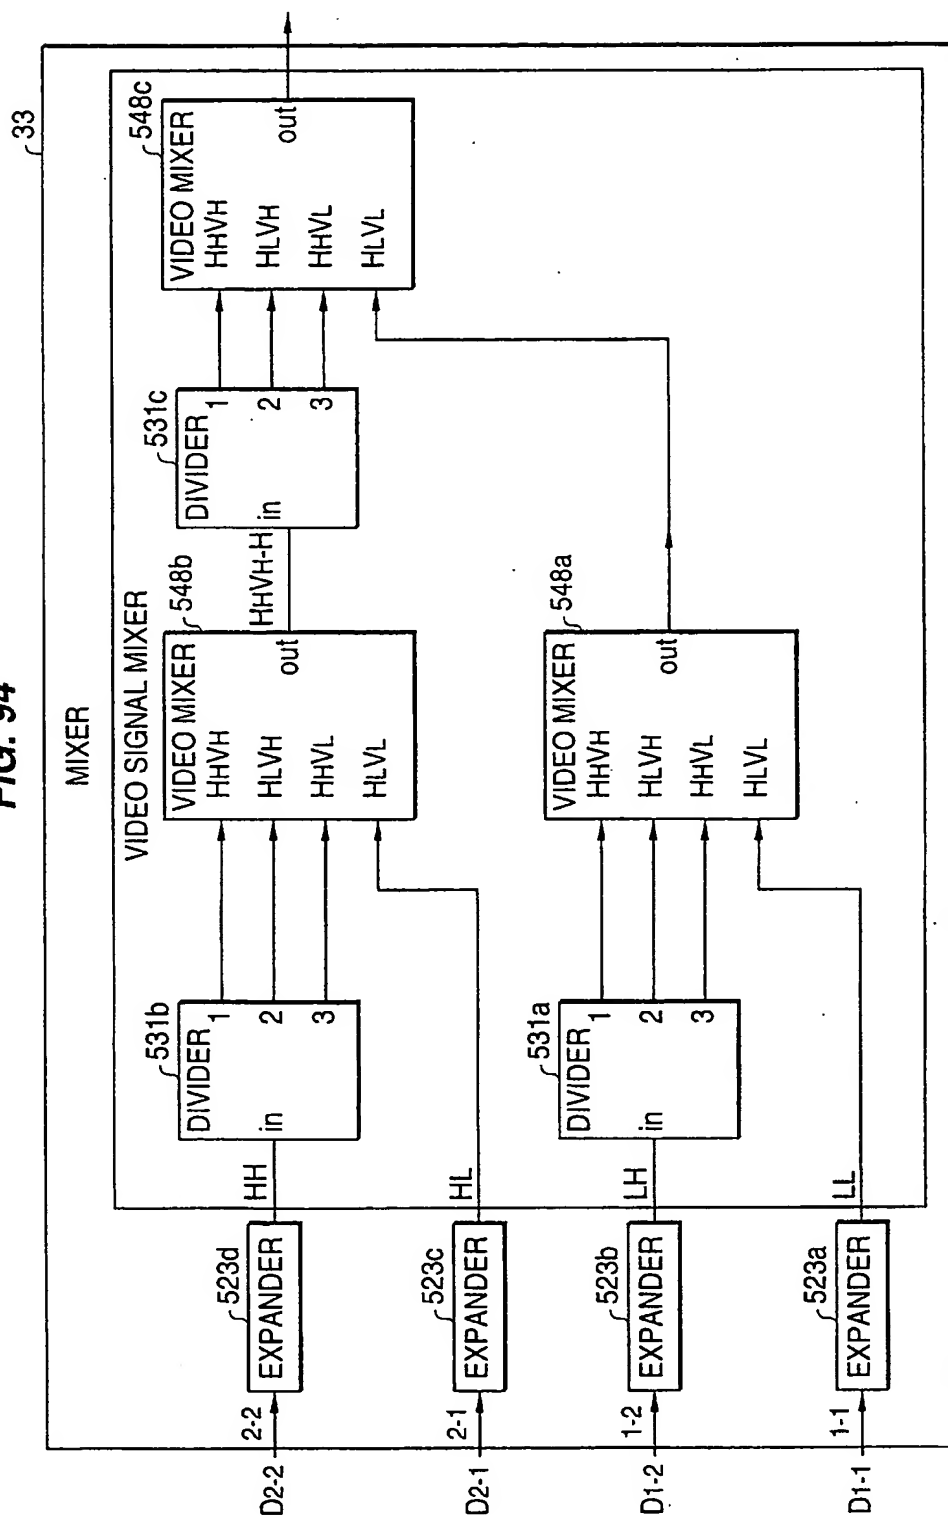 FIG. 94
33
MIXER
VIDEO SIGNAL MIXER
D2-2
2-2
EXPANDER
523d
HH
DIVIDER
531b
in
1
2
3
VIDEO MIXER
548b
HHVH
HLVH
HHVL
HLVL
out
HHVH-H
DIVIDER
531c
in
1
2
3
VIDEO MIXER
548c
HHVH
HLVH
HHVL
HLVL
out
D2-1
2-1
EXPANDER
523c
HL
D1-2
1-2
EXPANDER
523b
LH
DIVIDER
531a
in
1
2
3
VIDEO MIXER
548a
HHVH
HLVH
HHVL
HLVL
out
D1-1
1-1
EXPANDER
523a
LL